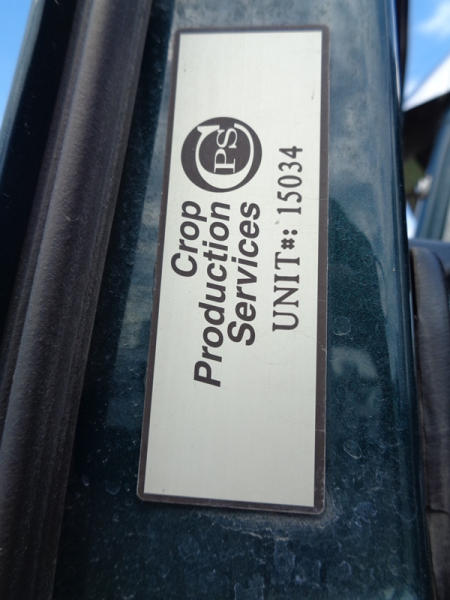 CPS
Crop
Production
Services
UNIT#: 15034